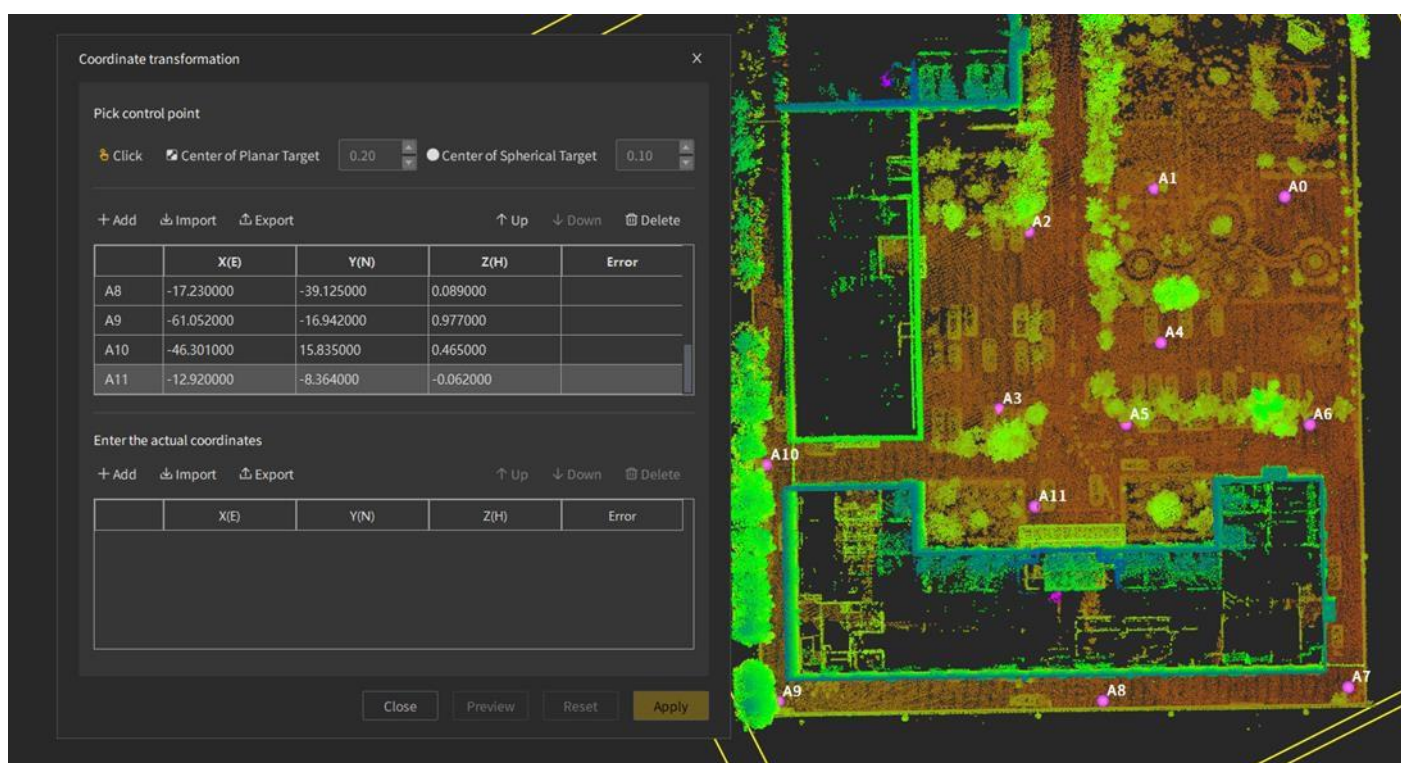 Coordinate transformation X
Pick control point
Click Center of Planar Target 0.20 Center of Spherical Target 0.10
Add Import Export Up Down Delete
X(E) Y(N) Z(H) Error
A8 -17.230000 -39.125000 0.089000
A9 -61.052000 -16.942000 0.977000
A10 -46.301000 15.835000 0.465000
A11 -12.920000 -8.364000 -0.062000
Enter the actual coordinates
Add Import Export Up Down Delete
X(E) Y(N) Z(H) Error
Close Preview Reset Apply
A1
A0
A2
A4
A3
A5
A6
A10
A11
A9
A8
A7